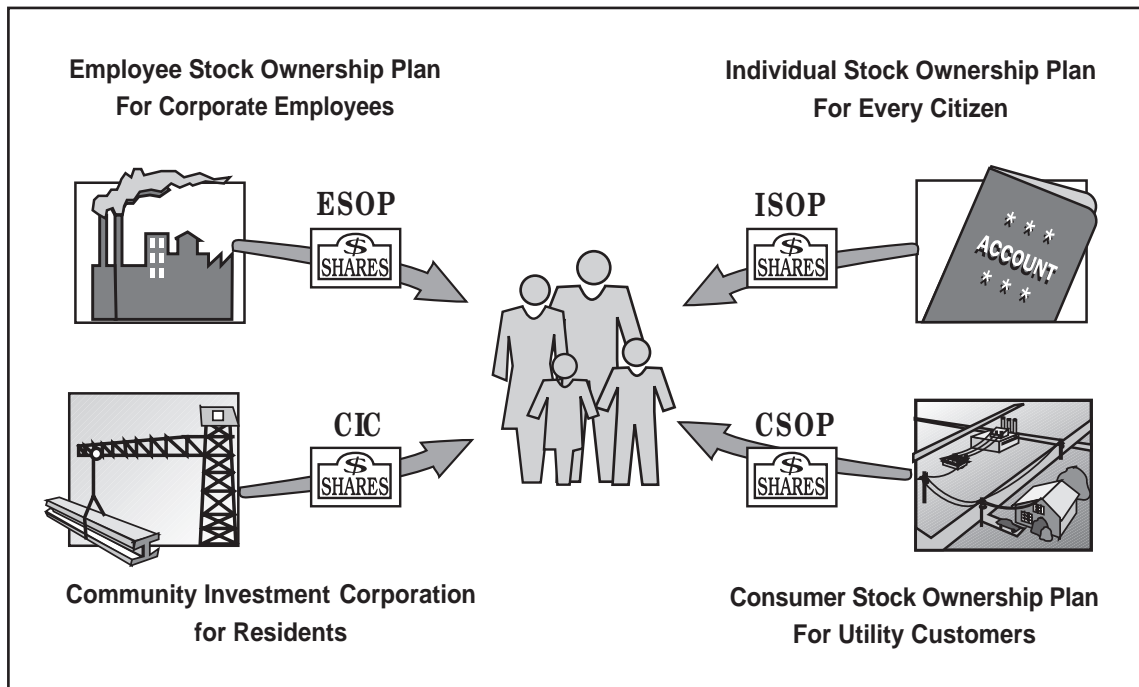 Employee Stock Ownership Plan
For Corporate Employees
Individual Stock Ownership Plan
For Every Citizen
ESOP
$
SHARES
ISOP
$
SHARES
* * *
ACCOUNT
* * *
CIC
$
SHARES
CSOP
$
SHARES
Community Investment Corporation
for Residents
Consumer Stock Ownership Plan
For Utility Customers